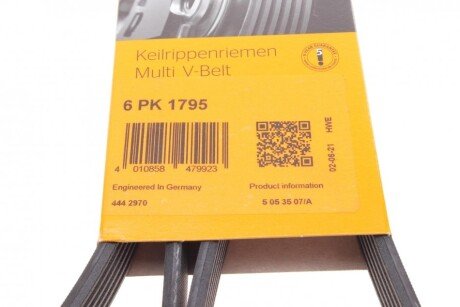 Keilrippenriemen
Multi V-Belt
6 PK 1795
4 010858 479923
HWE
02-06-21
Engineered In Germany
Product information
444 2970
5 05 35 07/A